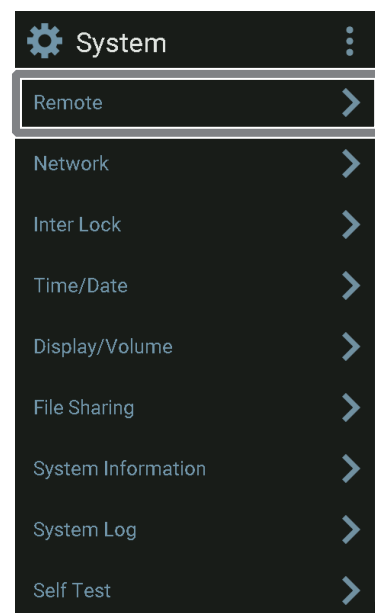 System
Remote
Network
Inter Lock
Time/Date
Display/Volume
File Sharing
System Information
System Log
Self Test